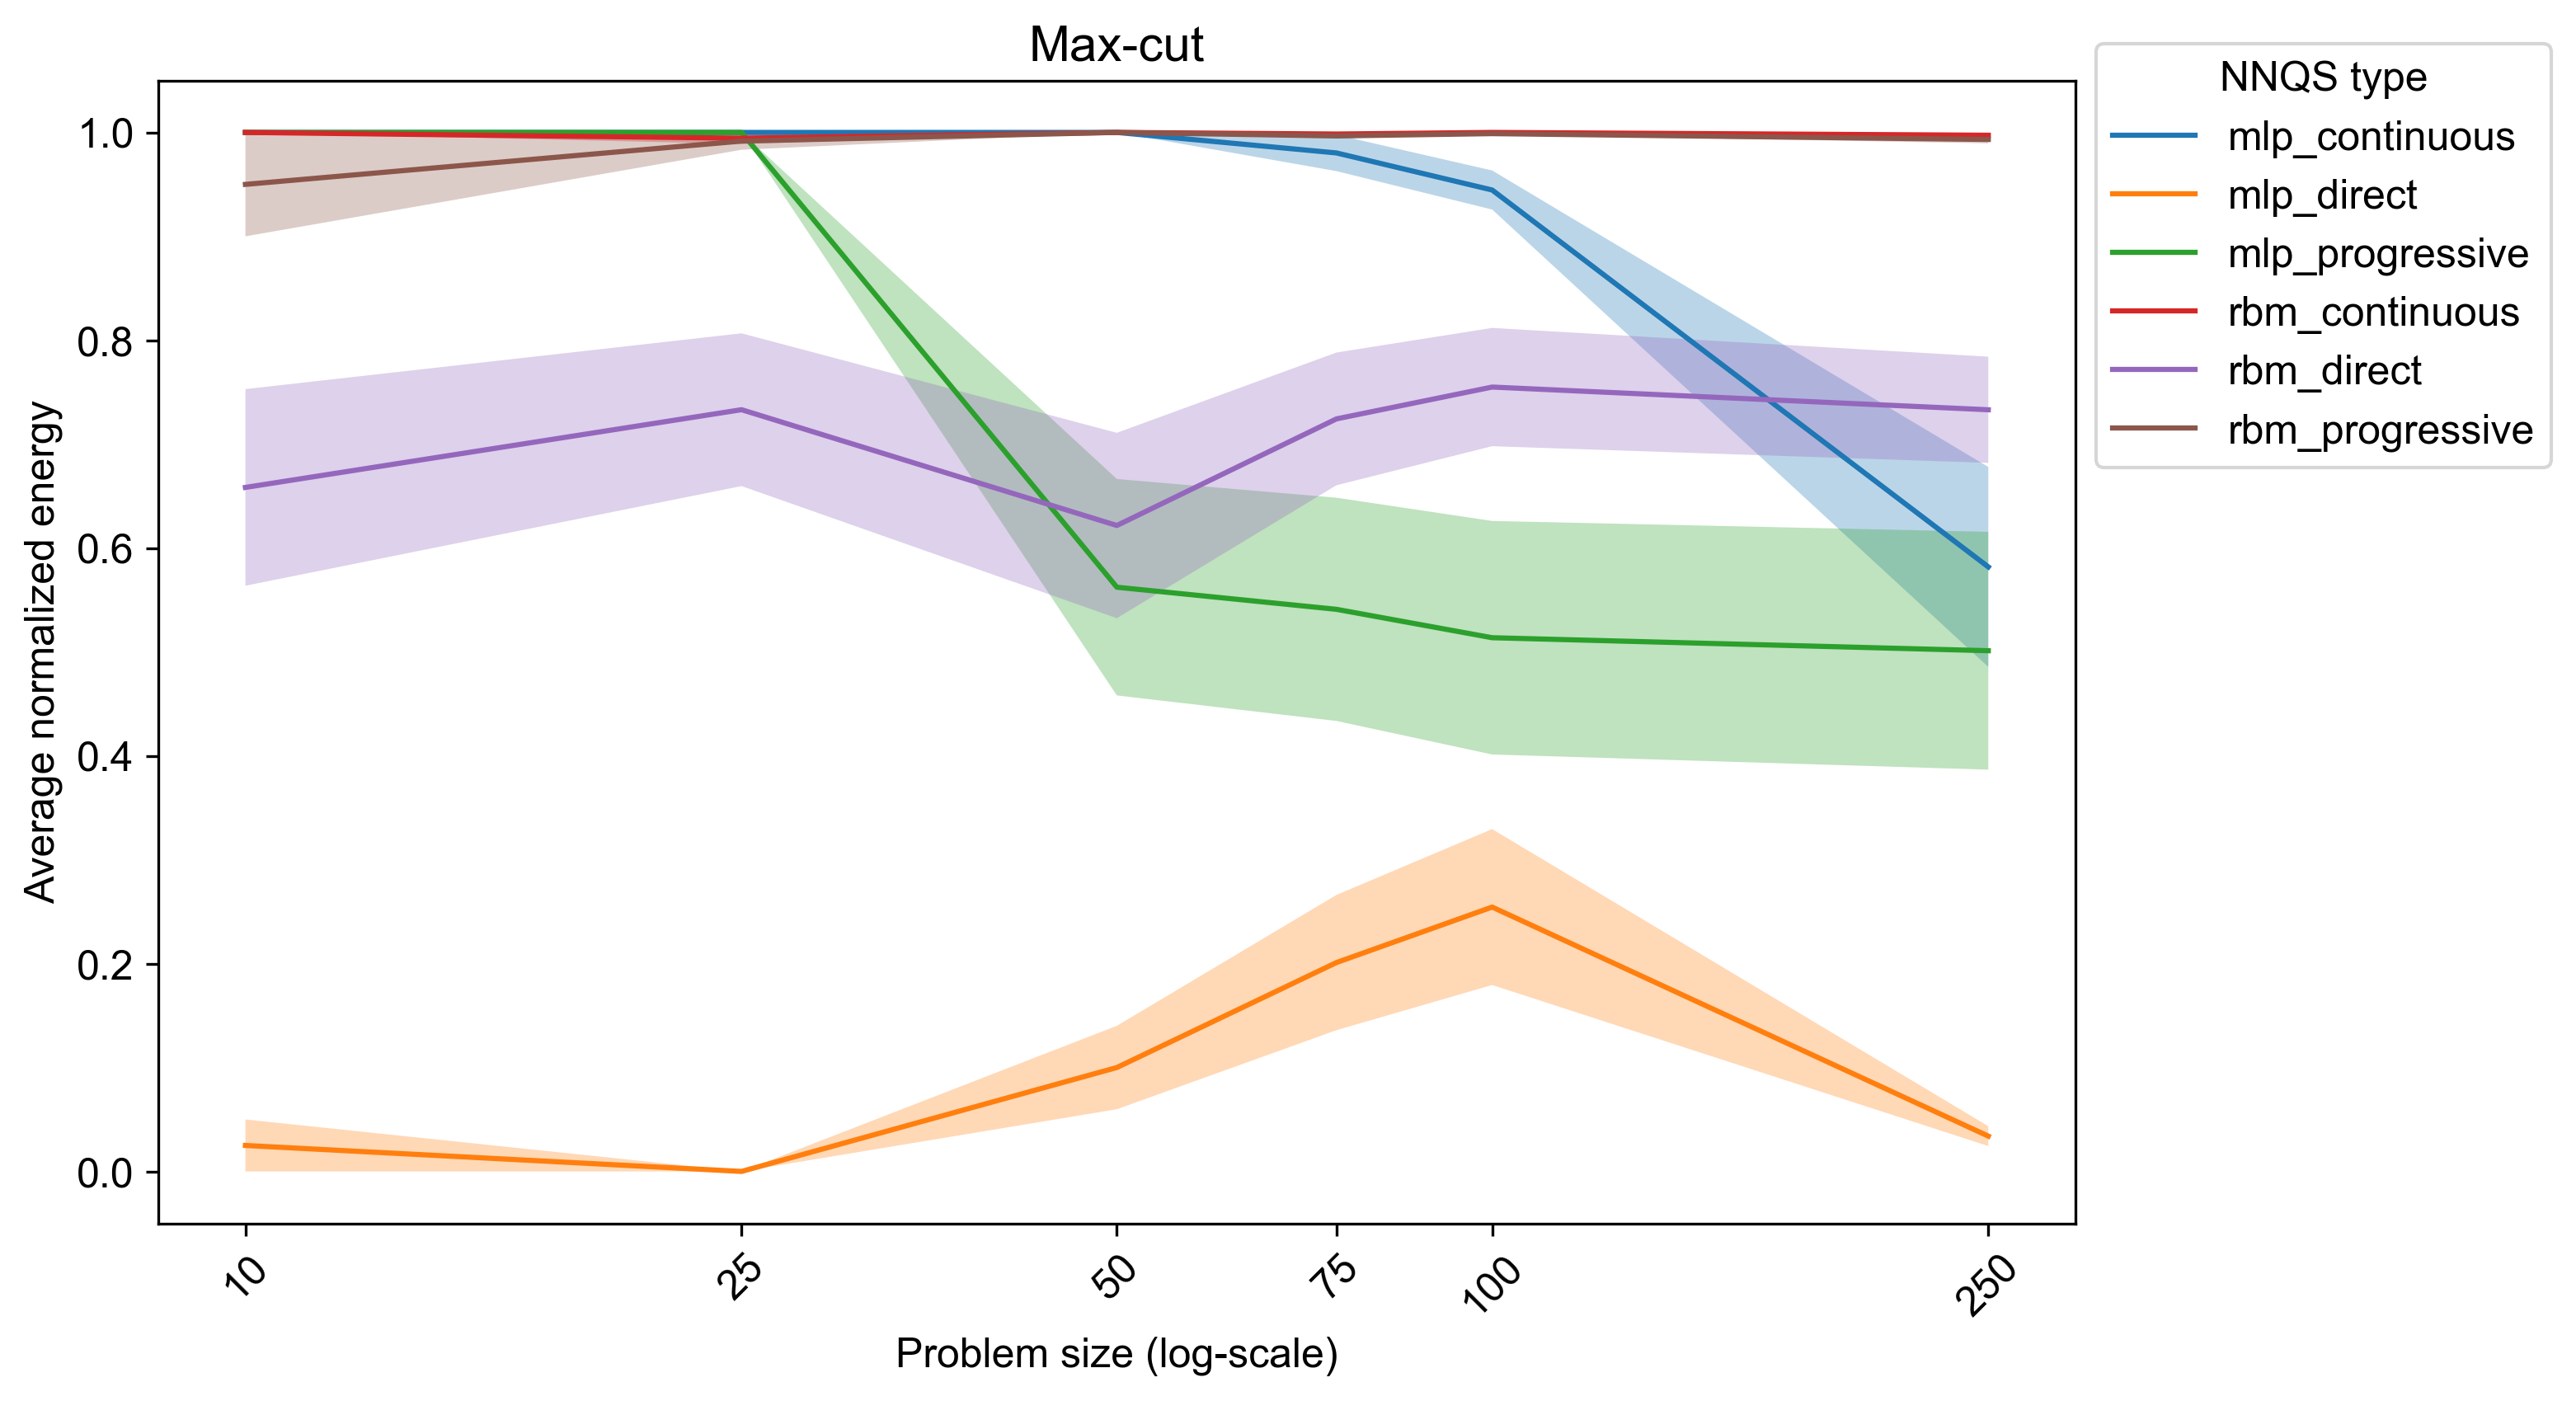 Max-cut
NNQS type
mlp_continuous
mlp_direct
mlp_progressive
rbm_continuous
rbm_direct
rbm_progressive
Average normalized energy
1.0
0.8
0.6
0.4
0.2
0.0
10
25
50
75
100
250
Problem size (log-scale)